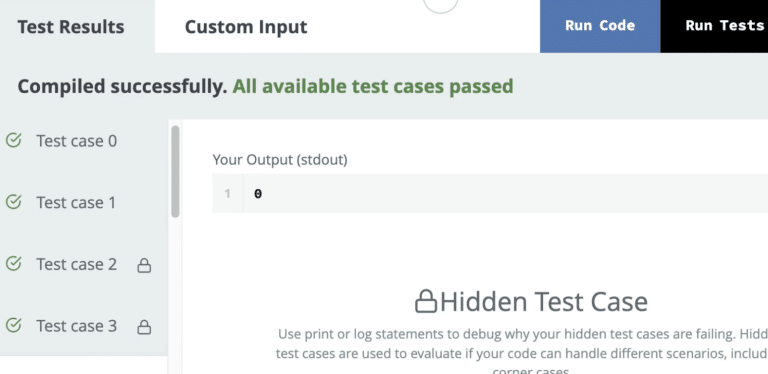 Test Results Custom Input Run Code Run Tests
Compiled successfully. All available test cases passed
Test case 0
Test case 1
Test case 2
Test case 3
Your Output (stdout)
1 0
Hidden Test Case
Use print or log statements to debug why your hidden test cases are failing. Hidd
test cases are used to evaluate if your code can handle different scenarios, includ
corner cases.